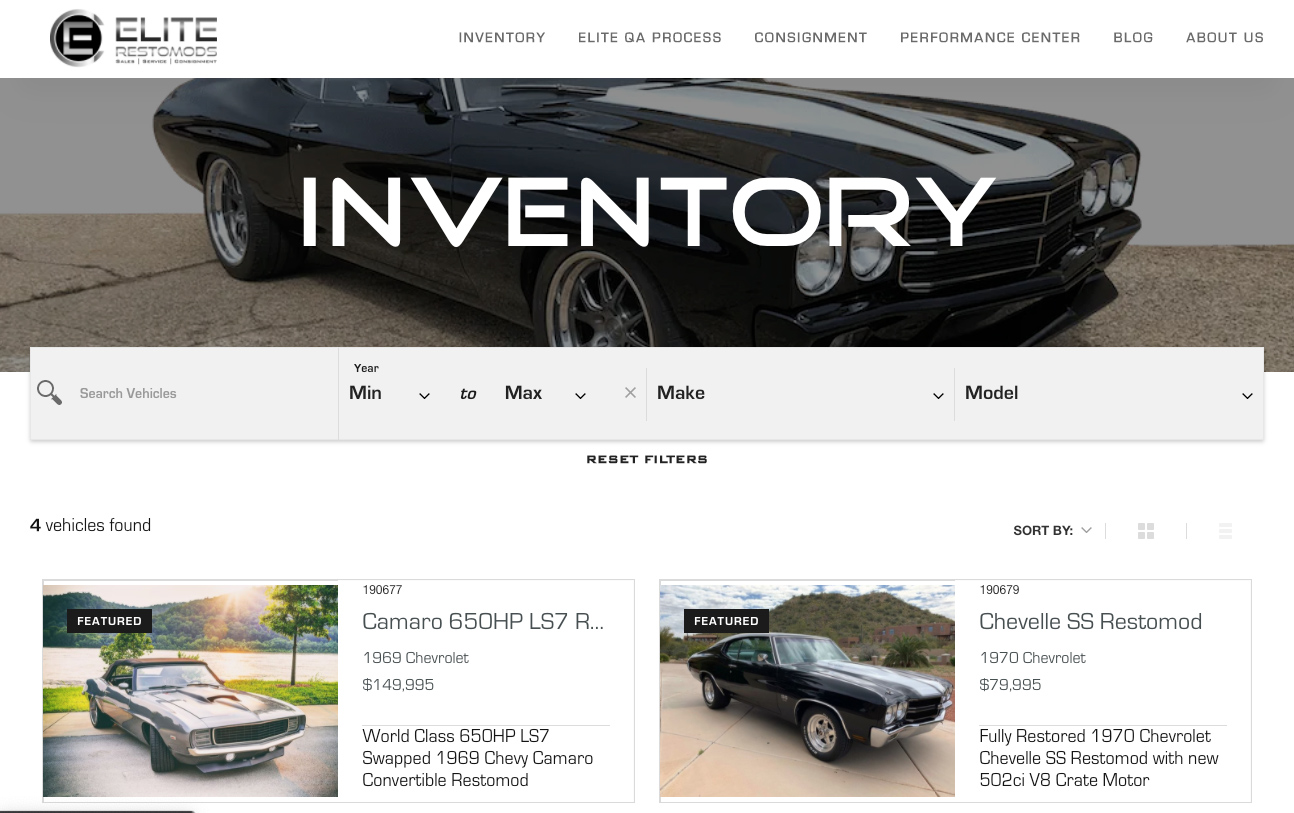 ELITE
RESTOMODS
SALES | SERVICE | CONSIGNMENT
INVENTORY ELITE QA PROCESS CONSIGNMENT PERFORMANCE CENTER BLOG ABOUT US
INVENTORY
Search Vehicles
Year
Min to Max
Make
Model
RESET FILTERS
4 vehicles found
SORT BY:
FEATURED
190677
Camaro 650HP LS7 R...
1969 Chevrolet
$149,995
World Class 650HP LS7
Swapped 1969 Chevy Camaro
Convertible Restomod
FEATURED
190679
Chevelle SS Restomod
1970 Chevrolet
$79,995
Fully Restored 1970 Chevrolet
Chevelle SS Restomod with new
502ci V8 Crate Motor